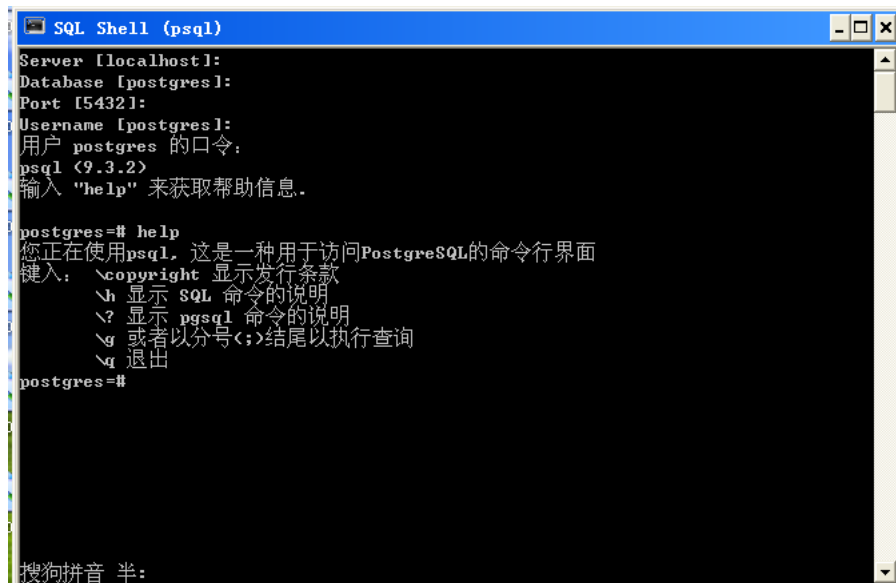 SQL Shell (psql)
Server [localhost]:
Database [postgres]:
Port [5432]:
Username [postgres]:
用户 postgres 的口令：
psql (9.3.2)
输入 "help" 来获取帮助信息.
postgres=# help
您正在使用psql, 这是一种用于访问PostgreSQL的命令行界面
键入： \copyright 显示发行条款
\h 显示 SQL 命令的说明
\? 显示 pgsql 命令的说明
\g 或者以分号(;)结尾以执行查询
\q 退出
postgres=#
搜狗拼音 半: